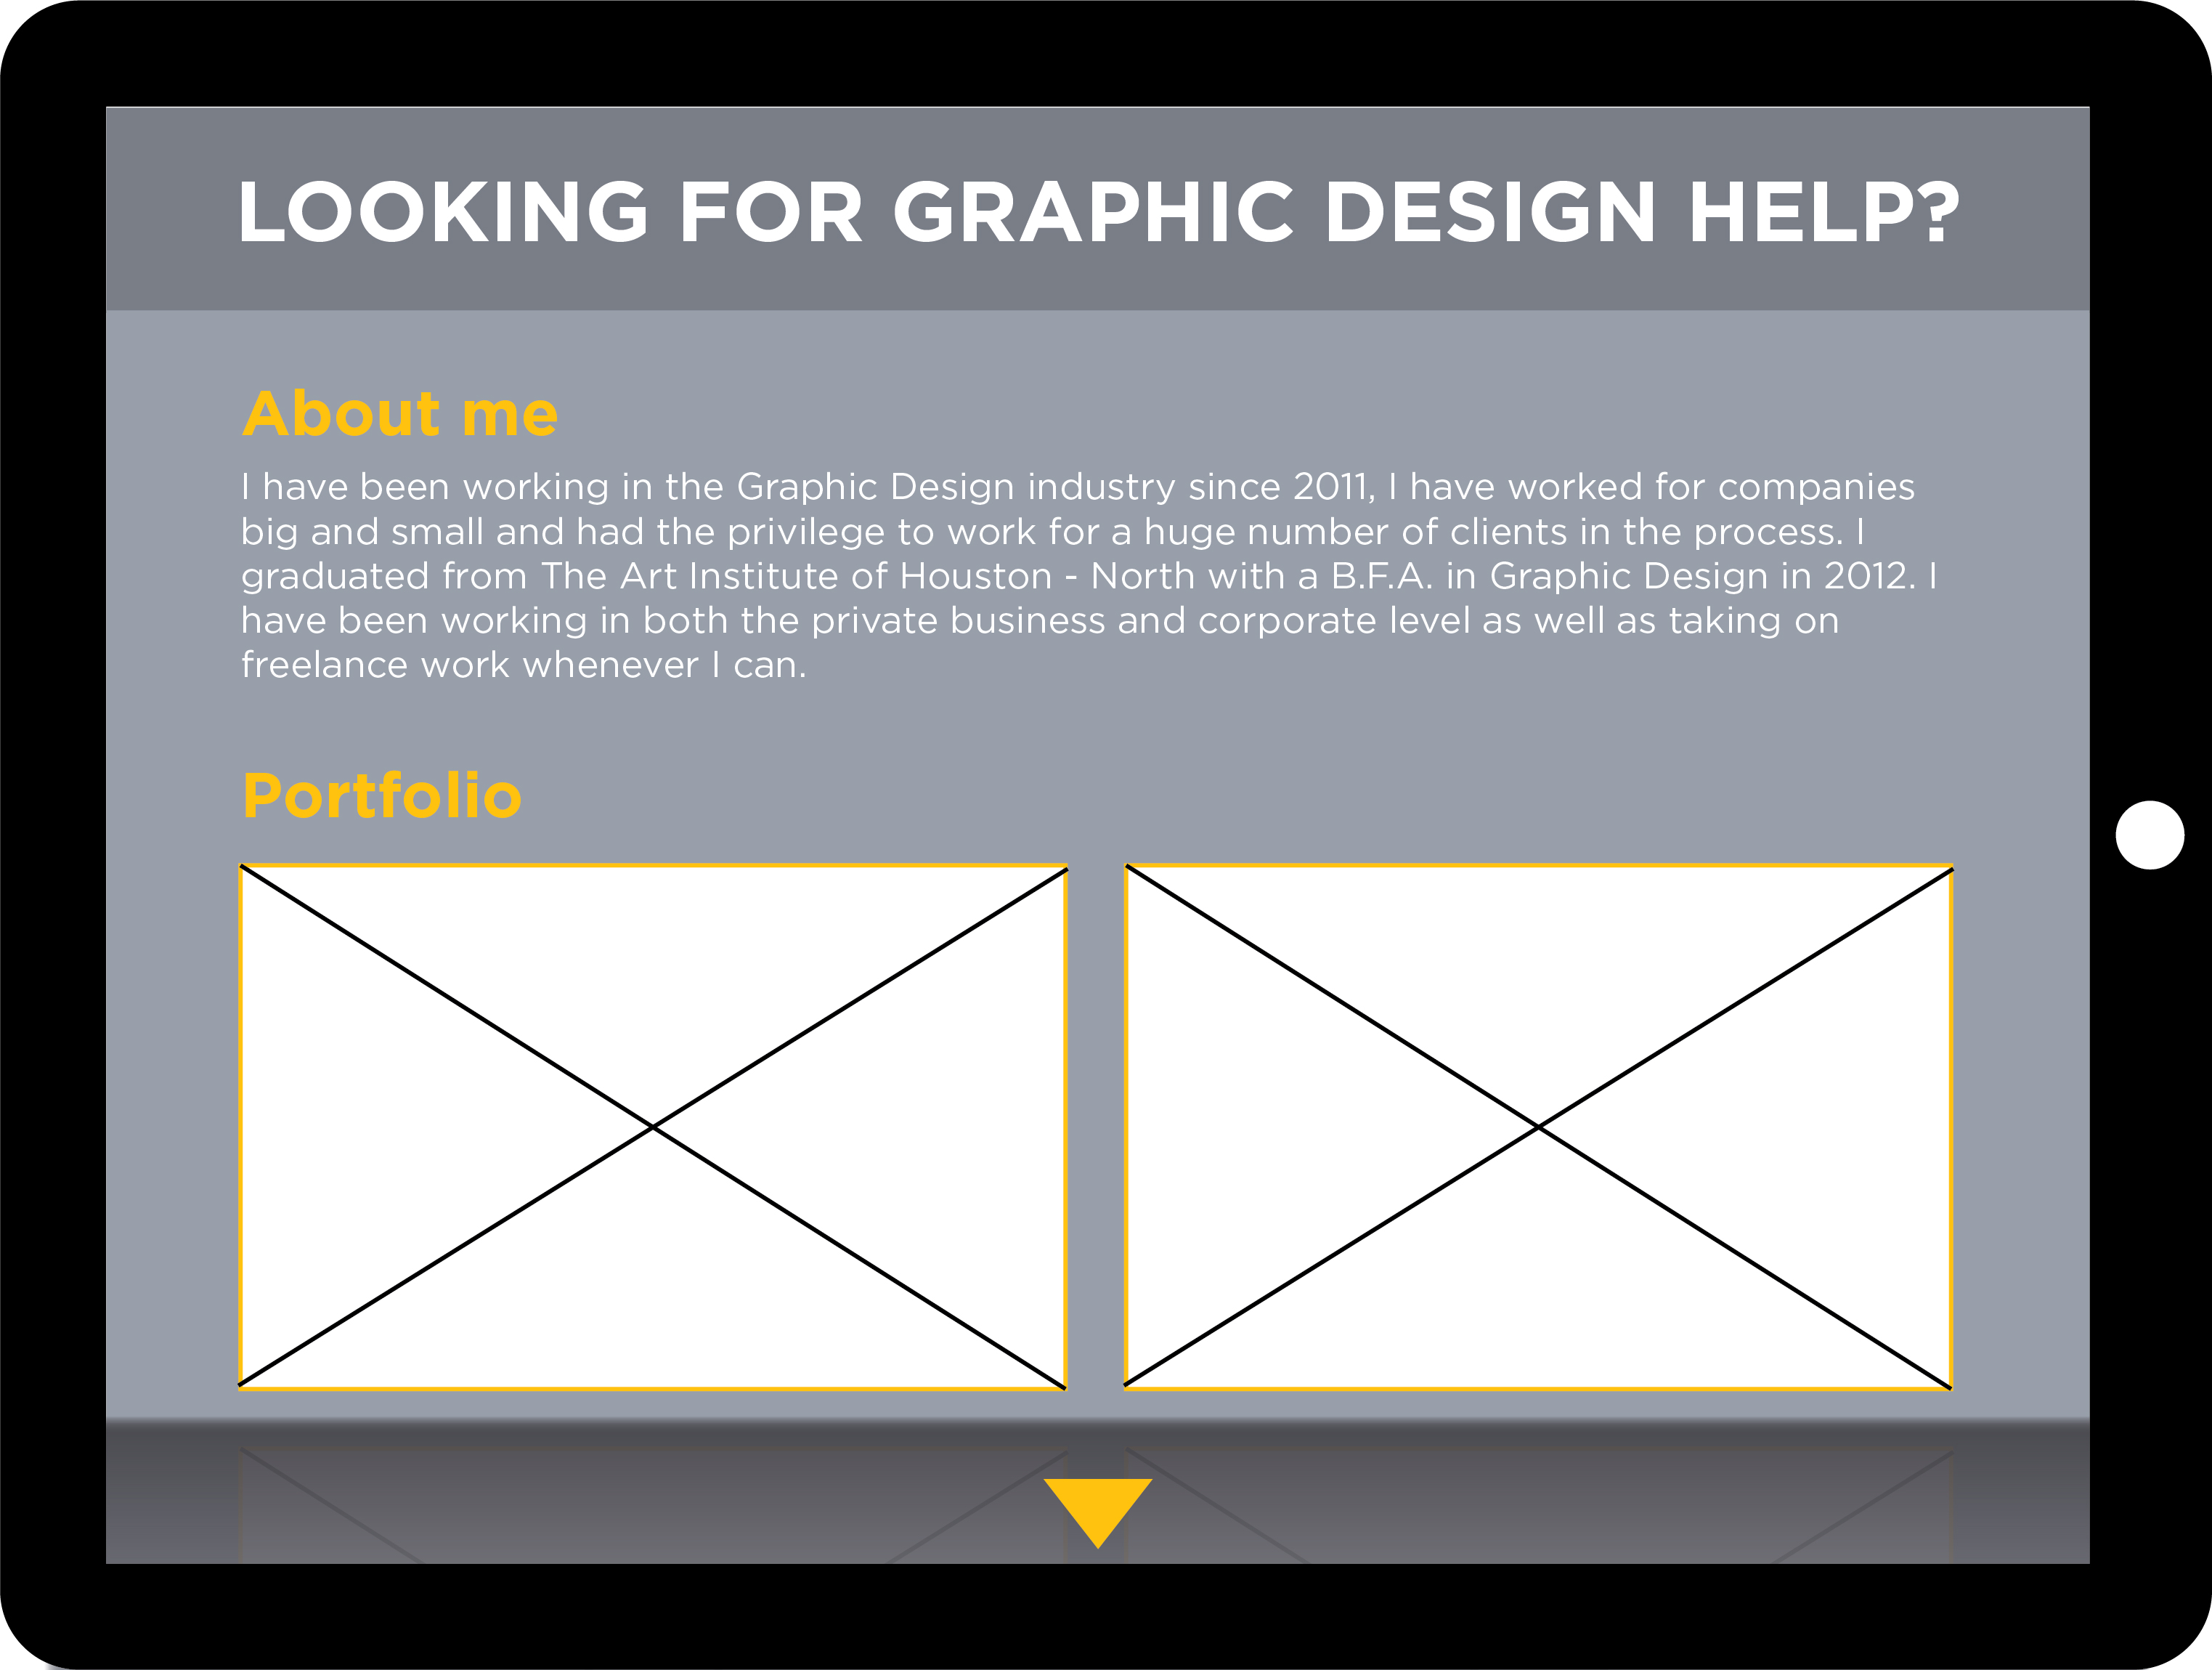 LOOKING FOR GRAPHIC DESIGN HELP?
About me
I have been working in the Graphic Design industry since 2011, I have worked for companies
big and small and had the privilege to work for a huge number of clients in the process. I
graduated from The Art Institute of Houston - North with a B.F.A. in Graphic Design in 2012. I
have been working in both the private business and corporate level as well as taking on
freelance work whenever I can.
Portfolio